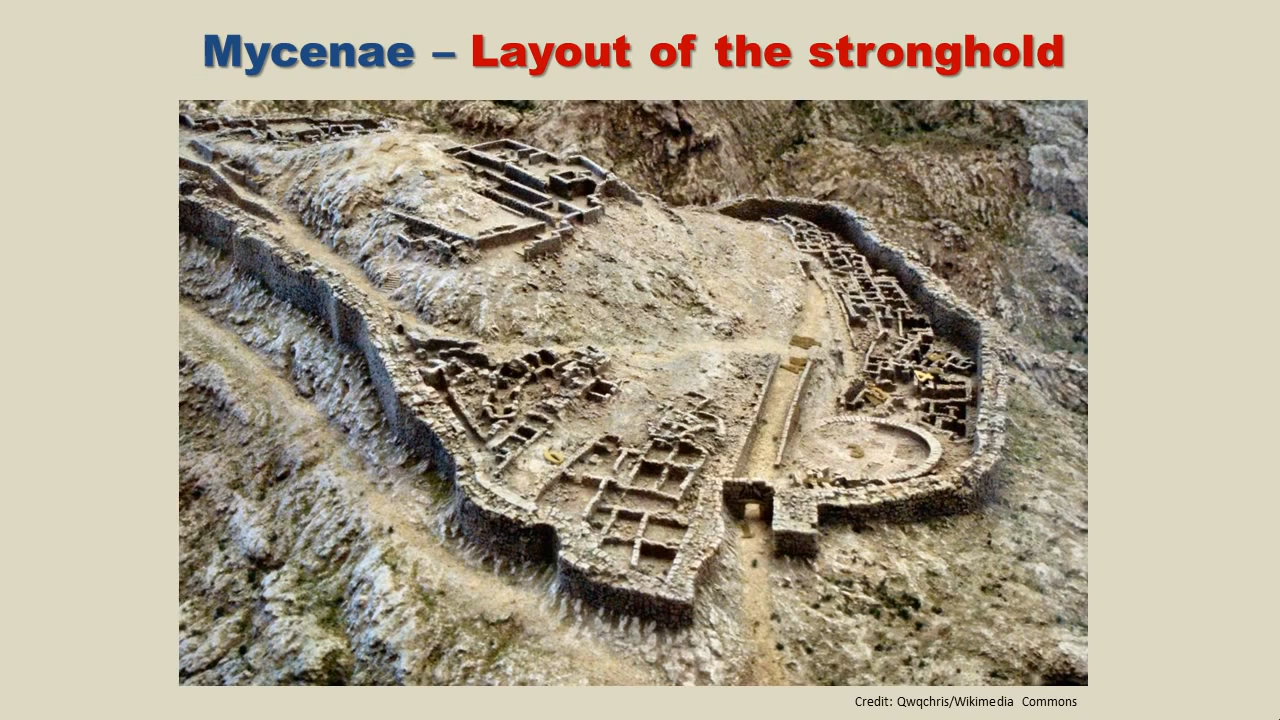 Mycenae – Layout of the stronghold
Credit: Qwqchris/Wikimedia Commons